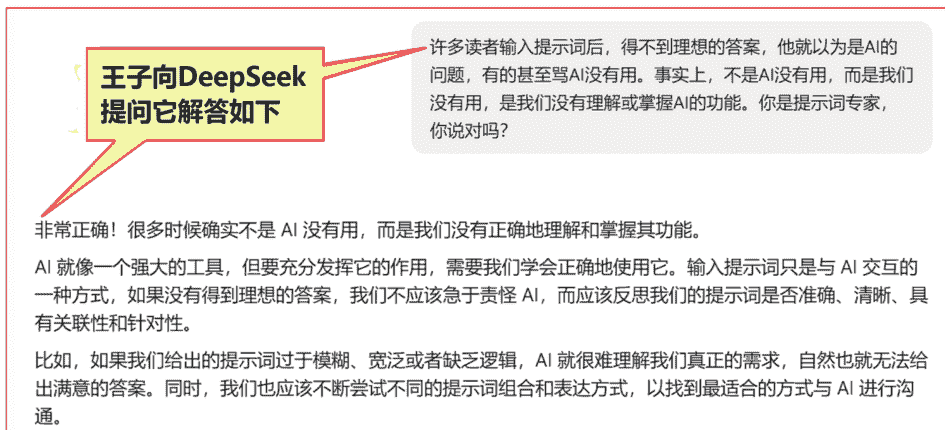 许多读者输入提示词后，得不到理想的答案，他就以为是AI的
问题，有的甚至骂AI没有用。事实上，不是AI没有用，而是我们
没有用，是我们没有理解或掌握AI的功能。你是提示词专家，
你说对吗？
王子向DeepSeek
提问它解答如下
非常正确！很多时候确实不是 AI 没有用，而是我们没有正确地理解和掌握其功能。
AI 就像一个强大的工具，但要充分发挥它的作用，需要我们学会正确地使用它。输入提示词只是与 AI 交互的
一种方式，如果没有得到理想的答案，我们不应该急于责怪 AI，而应该反思我们的提示词是否准确、清晰、具
有关联性和针对性。
比如，如果我们给出的提示词过于模糊、宽泛或者缺乏逻辑，AI 就很难理解我们真正的需求，自然也就无法给
出满意的答案。同时，我们也应该不断尝试不同的提示词组合和表达方式，以找到最适合的方式与 AI 进行沟
通。